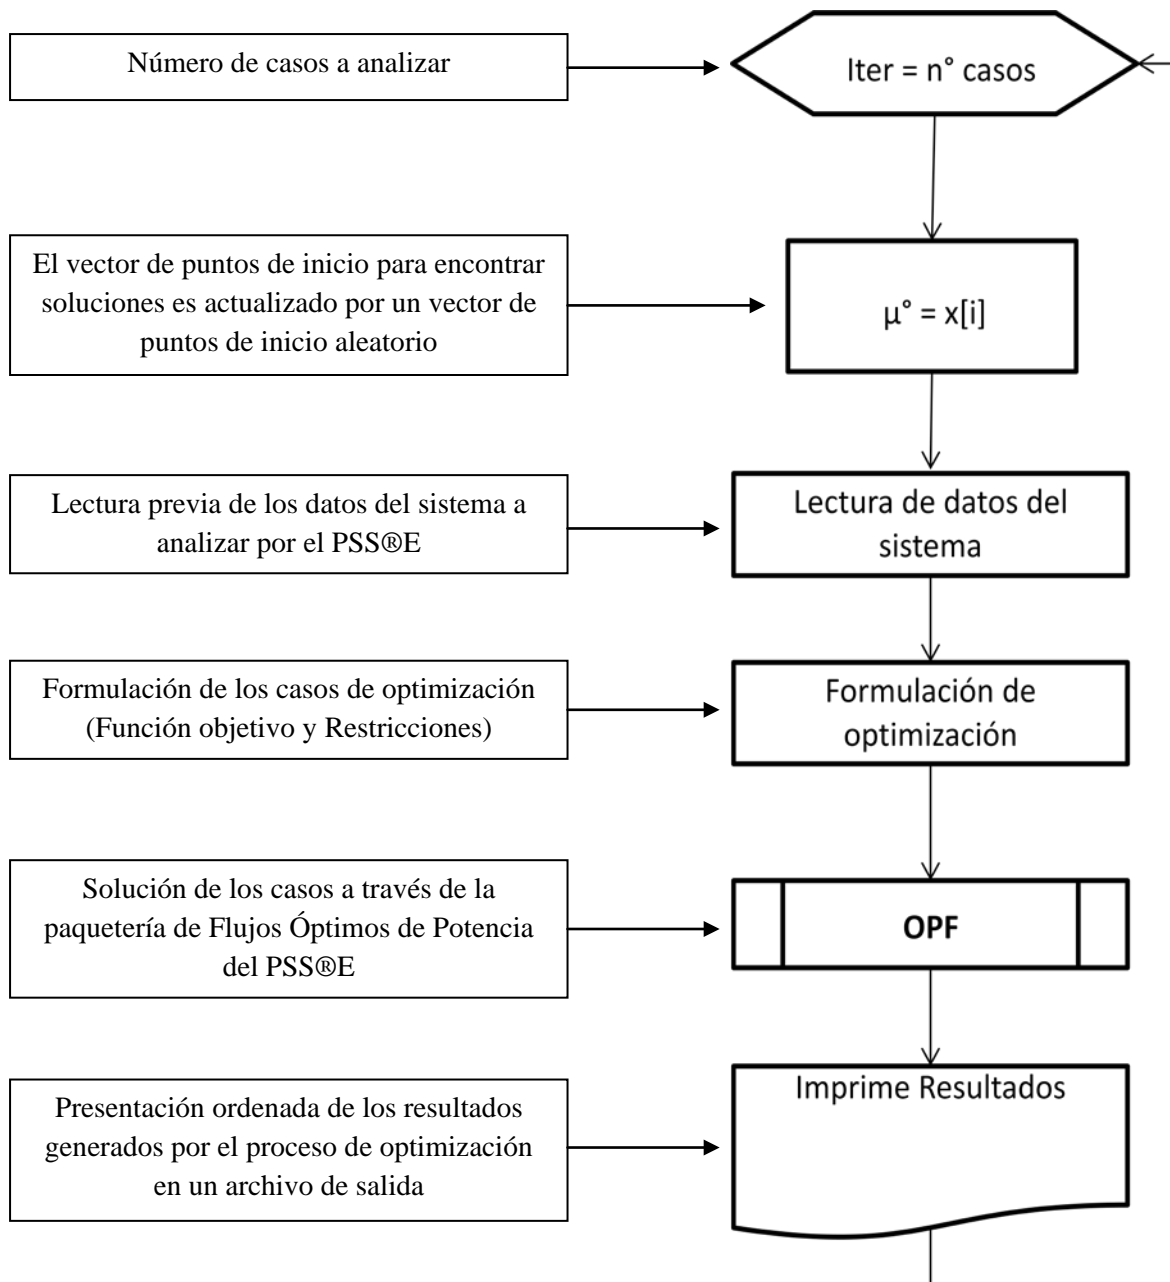 Número de casos a analizar
Iter = n° casos
El vector de puntos de inicio para encontrar
soluciones es actualizado por un vector de
puntos de inicio aleatorio
µ° = x[i]
Lectura previa de los datos del sistema a
analizar por el PSS®E
Lectura de datos del
sistema
Formulación de los casos de optimización
(Función objetivo y Restricciones)
Formulación de
optimización
Solución de los casos a través de la
paquetería de Flujos Óptimos de Potencia
del PSS®E
OPF
Presentación ordenada de los resultados
generados por el proceso de optimización
en un archivo de salida
Imprime Resultados